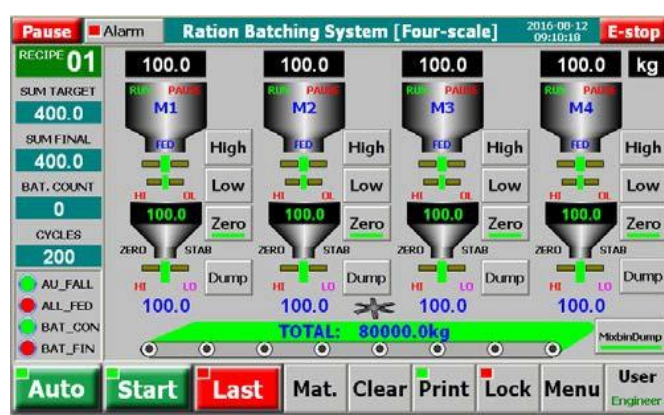 Pause Alarm Ration Batching System [Four-scale] 2016-08-12 09:10:18 E-stop
RECIPE 01
100.0 100.0 100.0 100.0 kg
SUM TARGET
400.0
SUM FINAL
400.0
BAT. COUNT
0
CYCLES
200
AU_FALL
ALL_FED
BAT_CON
BAT_FIN
RUN PAUS RUN PAUS RUN PAUS RUN PAUS
M1 M2 M3 M4
FED High FED High FED High FED High
Low Low Low Low
HI OL HI OL HI OL HI OL
100.0 Zero 100.0 Zero 100.0 Zero 100.0 Zero
ZERO STAB ZERO STAB ZERO STAB ZERO STAB
Dump Dump Dump Dump
HI LO HI LO HI LO HI LO
100.0 100.0 100.0 100.0
TOTAL: 80000.0kg
MixbinDump
Auto Start Last Mat. Clear Print Lock Menu User
Engineer